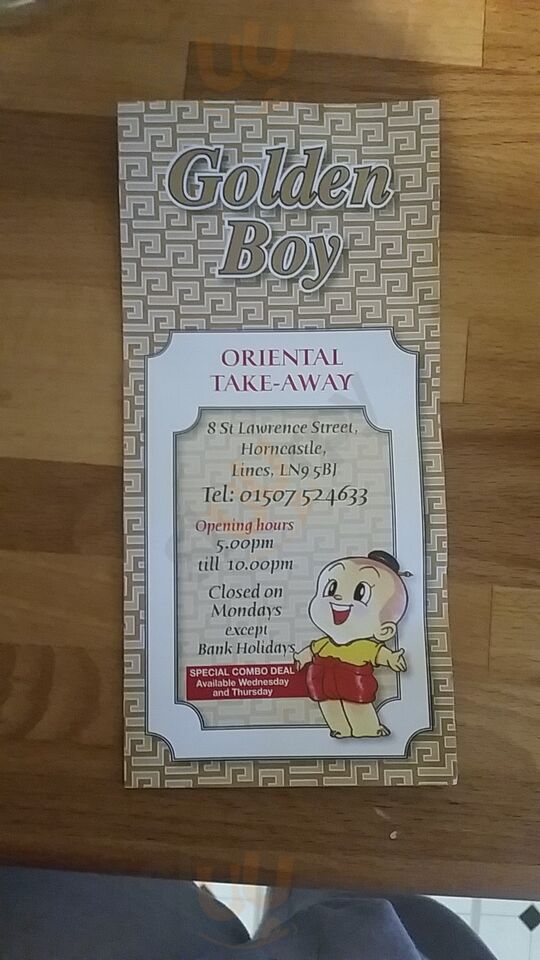 Golden
Boy
ORIENTAL
TAKE-AWAY
8 St Lawrence Street,
Horncastle,
Lincs, LN9 5BJ
Tel: 01507 524633
Opening hours
5.00pm
till 10.00pm
Closed on
Mondays
except
Bank Holidays
SPECIAL COMBO DEAL
Available Wednesday
and Thursday